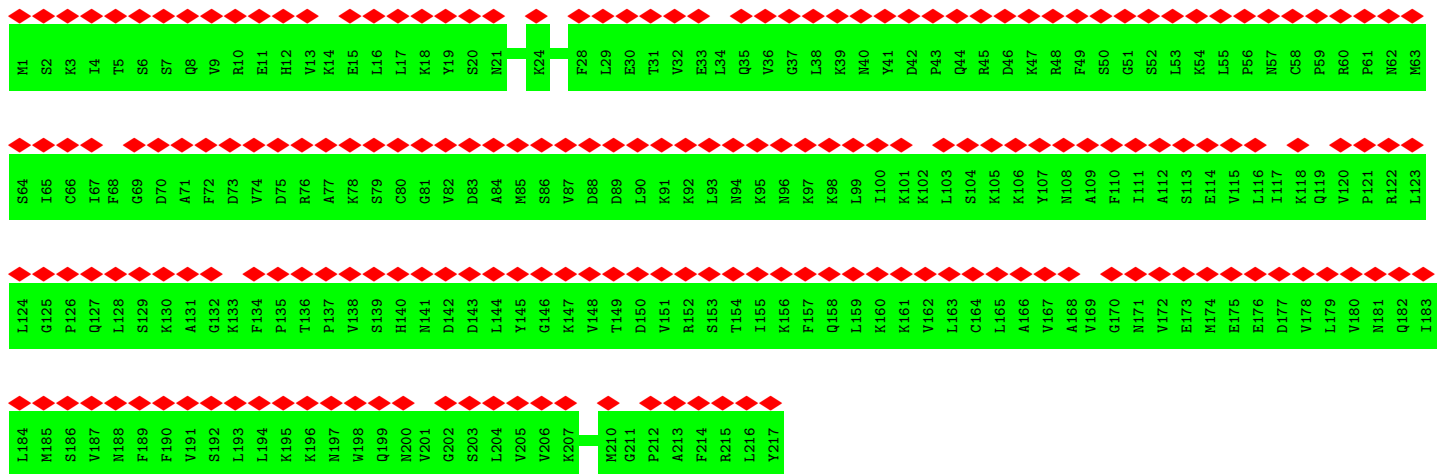 M1 S2 K3 I4 T5 S6 S7 Q8 V9 R10 E11 H12 V13 K14 E15 L16 L17 K18 Y19 S20 N21 K24 F28 L29 E30 T31 V32 E33 L34 Q35 V36 G37 L38 K39 N40 Y41 D42 P43 Q44 R45 D46 K47 R48 F49 S50 G51 S52 L53 K54 L55 P56 N57 C58 P59 R60 P61 N62 M63
S64 I65 C66 I67 F68 G69 D70 A71 F72 D73 V74 D75 R76 A77 K78 S79 C80 G81 V82 D83 A84 M85 S86 V87 D88 D89 L90 K91 K92 L93 N94 K95 N96 K97 K98 L99 I100 K101 K102 L103 S104 K105 K106 Y107 N108 A109 F110 I111 A112 S113 E114 V115 L116 I117 K118 Q119 V120 P121 R122 L123
L124 G125 P126 Q127 L128 S129 K130 A131 G132 K133 F134 P135 T136 P137 V138 S139 H140 N141 D142 D143 L144 Y145 G146 K147 V148 T149 D150 V151 R152 S153 T154 I155 K156 F157 Q158 L159 K160 K161 V162 L163 C164 L165 A166 V167 A168 V169 G170 N171 V172 E173 M174 E175 E176 D177 V178 L179 V180 N181 Q182 I183
L184 M185 S186 V187 N188 F189 F190 V191 S192 L193 L194 K195 K196 N197 W198 Q199 N200 V201 G202 S203 L204 V205 V206 K207 M210 G211 P212 A213 F214 R215 L216 Y217